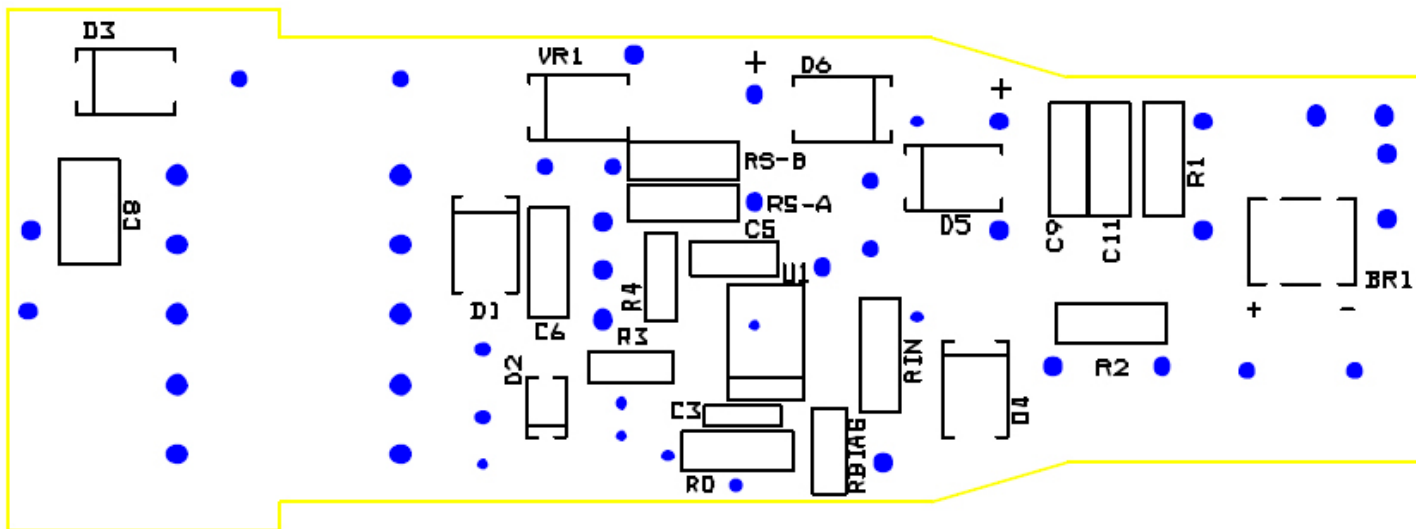 D3
VR1
+
D6
+
RS-B
R1
RS-A
C8
C5
D5
C9
C11
U1
BR1
R4
D1
C6
R3
+
-
D2
RIN
R2
C3
D4
RBIAS
RD